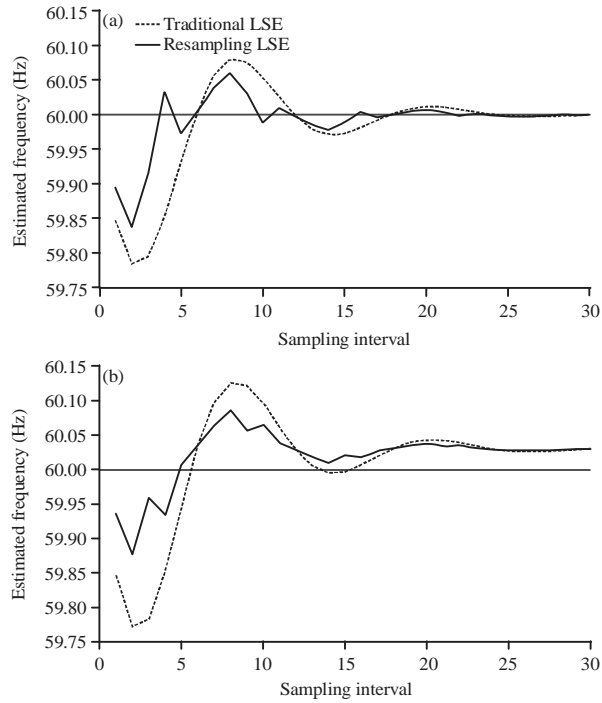 (a)
Traditional LSE
Resampling LSE
Estimated frequency (Hz)
60.15
60.10
60.05
60.00
59.95
59.90
59.85
59.80
59.75
0 5 10 15 20 25 30
Sampling interval
(b)
Estimated frequency (Hz)
60.15
60.10
60.05
60.00
59.95
59.90
59.85
59.80
59.75
0 5 10 15 20 25 30
Sampling interval